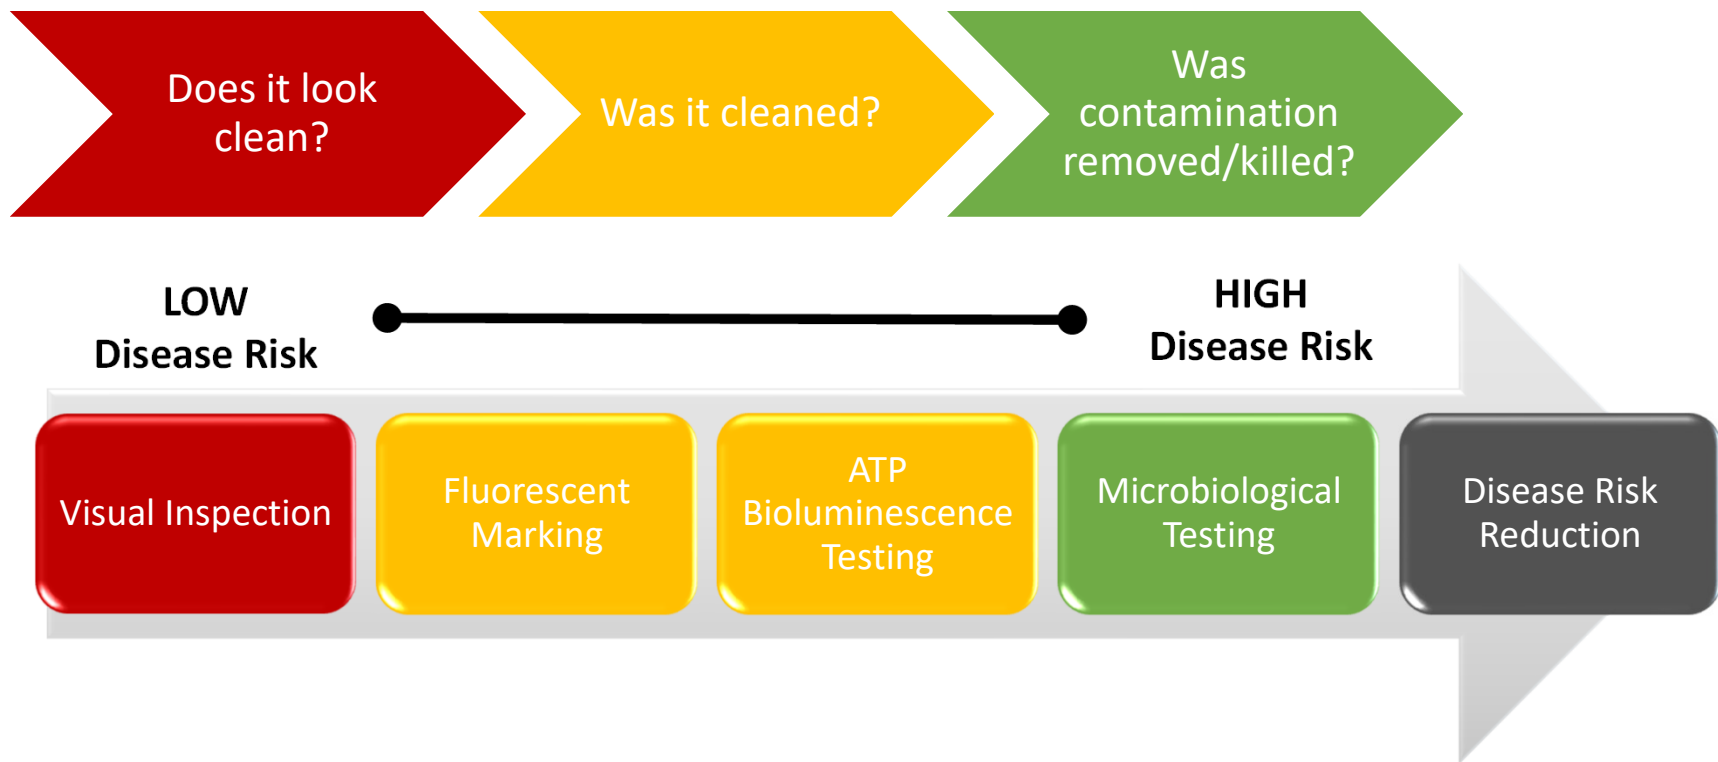 Does it look
clean?
Was it cleaned?
Was
contamination
removed/killed?
LOW
Disease Risk
HIGH
Disease Risk
Visual Inspection
Fluorescent
Marking
ATP
Bioluminescence
Testing
Microbiological
Testing
Disease Risk
Reduction